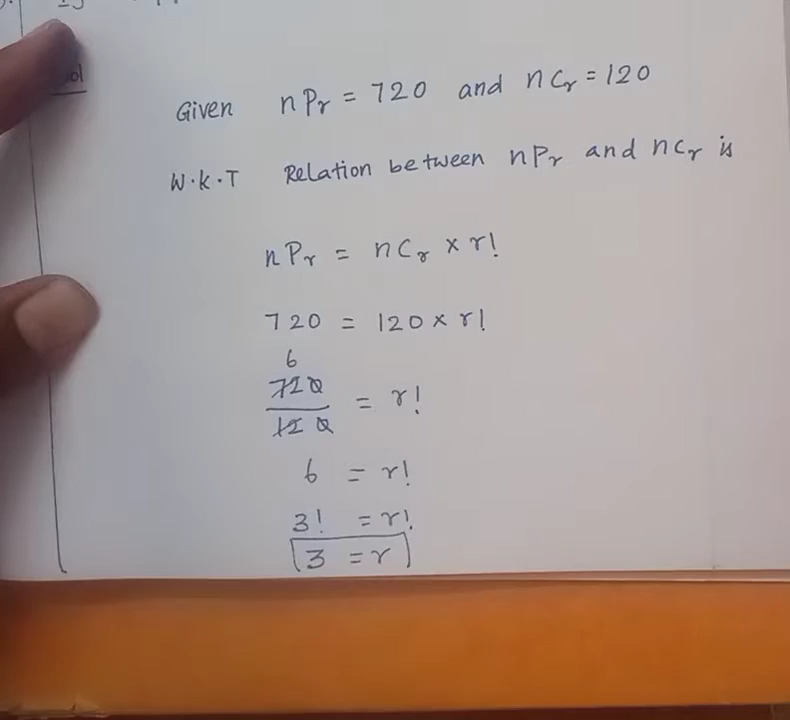 Given nPr = 720 and nCr = 120
W.K.T Relation between nPr and nCr is
nPr = nCr × r!
720 = 120 × r!
6
720
120 = r!
6 = r!
3! = r!
3 = r